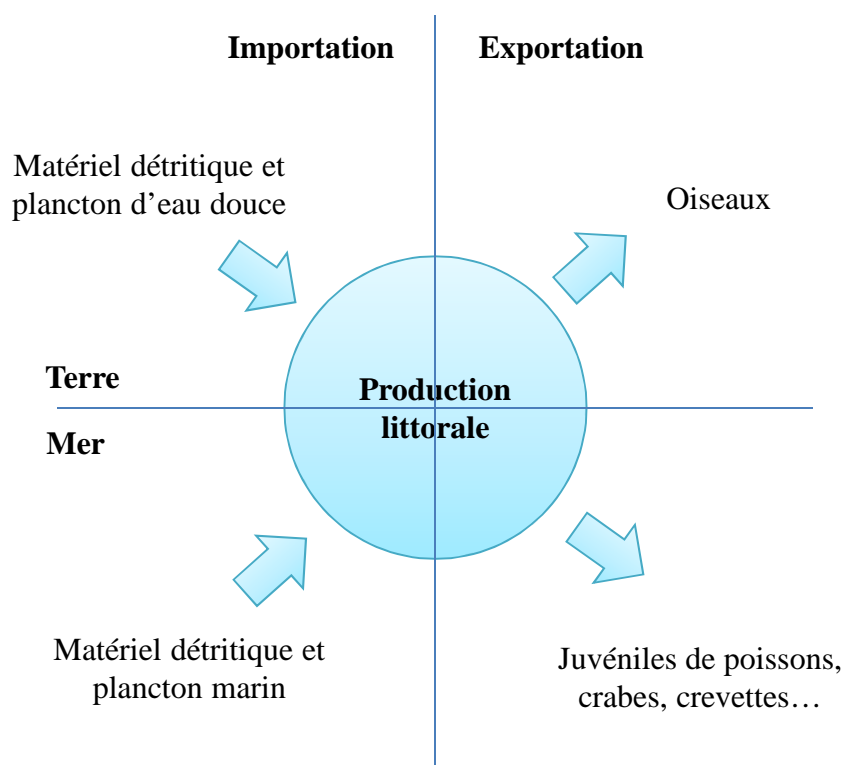 Importation
Exportation
Matériel détritique et
plancton d’eau douce
Oiseaux
Terre
Production
littorale
Mer
Matériel détritique et
plancton marin
Juvéniles de poissons,
crabes, crevettes…